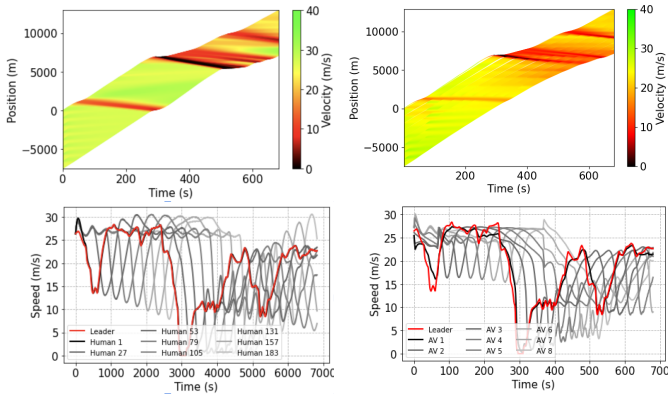 10000
5000
0
−5000
Position (m)
0
200
400
600
Time (s)
40
30
20
10
0
Velocity (m/s)
10000
5000
0
−5000
Position (m)
0
200
400
600
Time (s)
40
30
20
10
0
Velocity (m/s)
30
25
20
15
10
5
0
Speed (m/s)
Leader
Human 1
Human 27
Human 53
Human 79
Human 105
Human 131
Human 157
Human 183
0 1000 2000 3000 4000 5000 6000 7000
Time (s)
30
25
20
15
10
5
0
Speed (m/s)
Leader
AV 1
AV 2
AV 3
AV 4
AV 5
AV 6
AV 7
AV 8
0 100 200 300 400 500 600 700
Time (s)